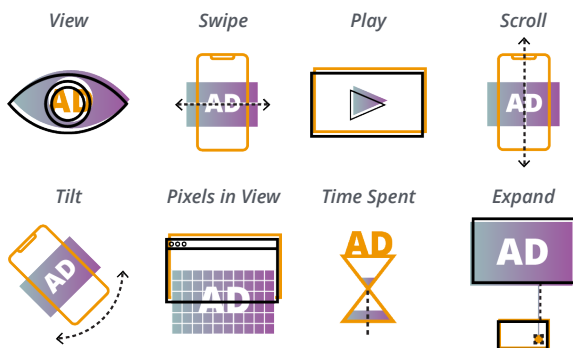 View Swipe Play Scroll
AD AD AD
Tilt Pixels in View Time Spent Expand
AD AD AD AD